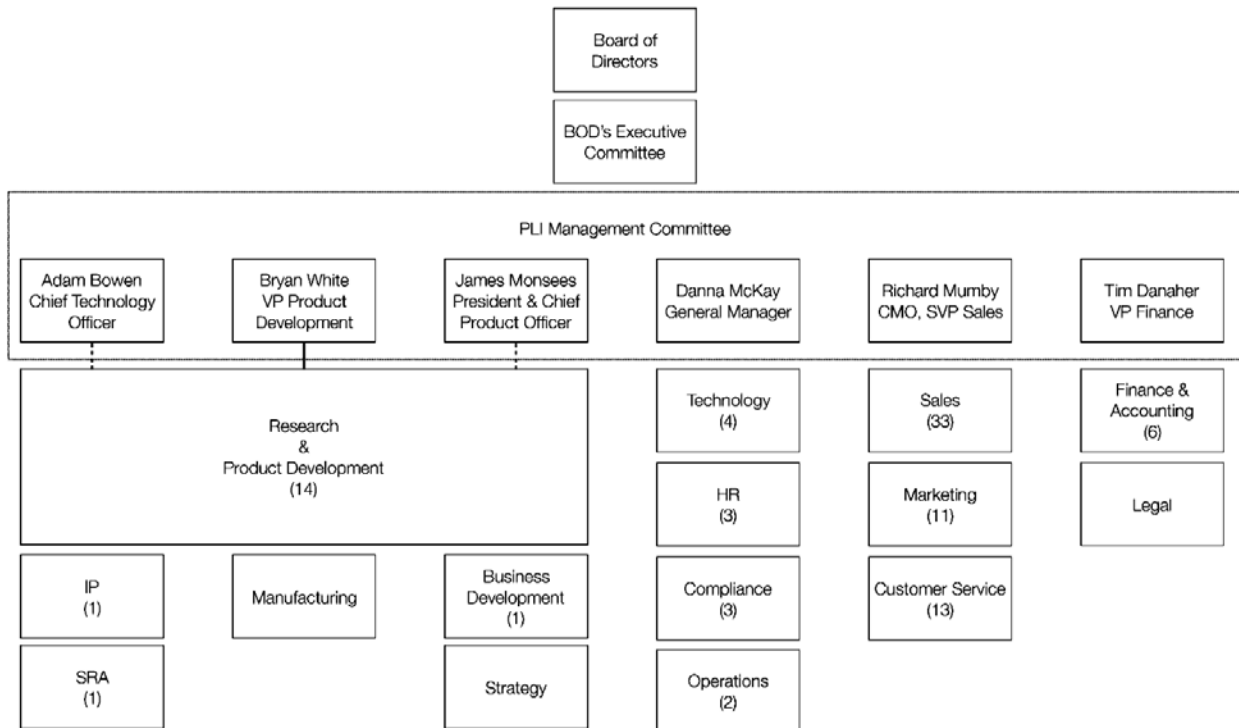 Board of
Directors
BOD's Executive
Committee
PLI Management Committee
Adam Bowen
Chief Technology
Officer
Bryan White
VP Product
Development
James Monsees
President & Chief
Product Officer
Danna McKay
General Manager
Richard Mumby
CMO, SVP Sales
Tim Danaher
VP Finance
Research
&
Product Development
(14)
Technology
(4)
Sales
(33)
Finance &
Accounting
(6)
HR
(3)
Marketing
(11)
Legal
IP
(1)
Manufacturing
Business
Development
(1)
Compliance
(3)
Customer Service
(13)
SRA
(1)
Strategy
Operations
(2)